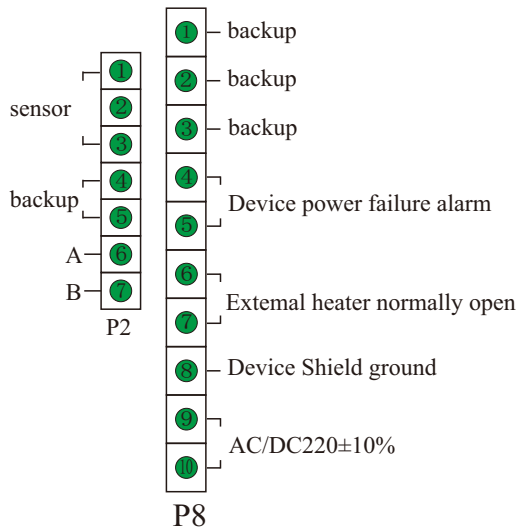 sensor
backup
A
B
①
②
③
④
⑤
⑥
⑦
P2
① backup
② backup
③ backup
④
⑤
Device power failure alarm
⑥
⑦
Extemal heater normally open
⑧ Device Shield ground
⑨
⑩
AC/DC220±10%
P8